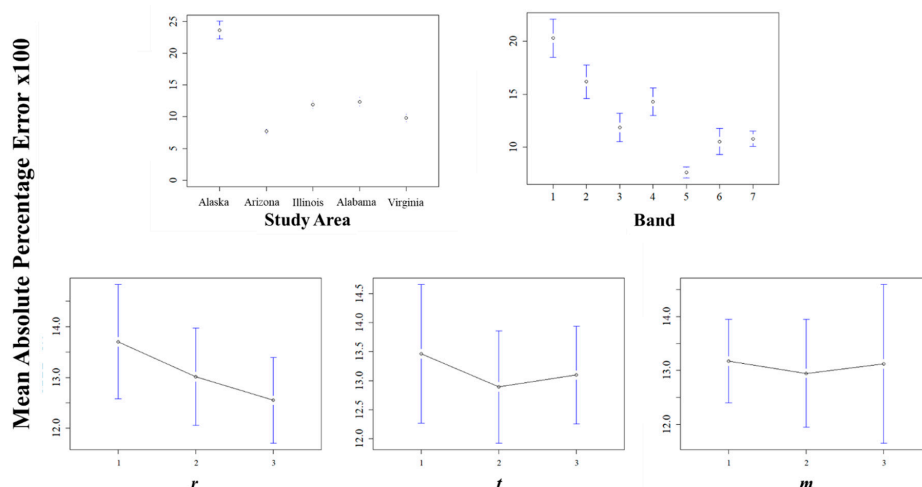 Mean Absolute Percentage Error x100
25
20
15
10
5
0
Alaska Arizona Illinois Alabama Virginia
Study Area
20
15
10
1 2 3 4 5 6 7
Band
14.0
13.0
12.0
1 2 3
r
14.5
14.0
13.5
13.0
12.5
12.0
1 2 3
t
14.0
13.0
12.0
1 2 3
m